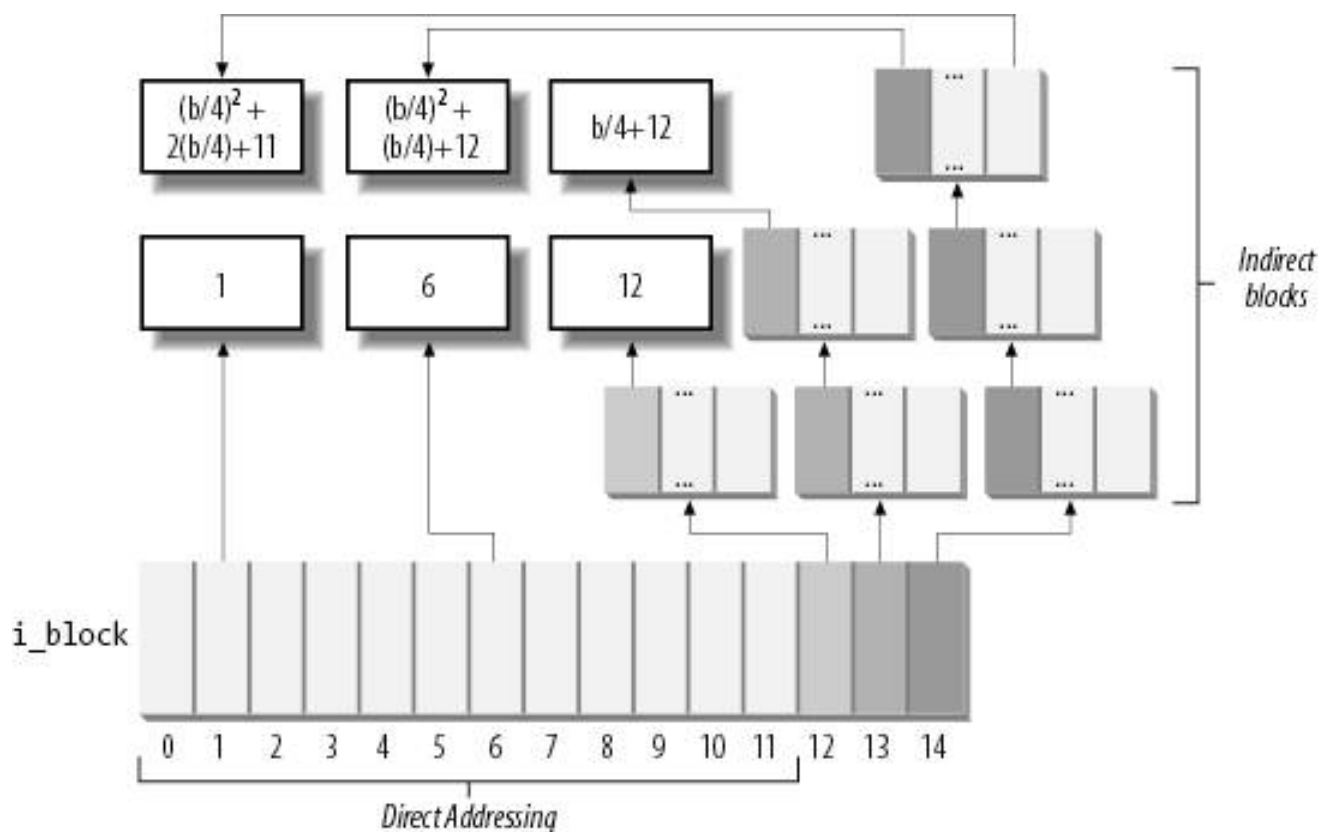 (b/4)² +
2(b/4)+11
(b/4)² +
(b/4)+12
b/4+12
...
...
1
6
12
...
...
...
...
Indirect
blocks
...
...
...
...
...
...
i_block
0 1 2 3 4 5 6 7 8 9 10 11 12 13 14
Direct Addressing